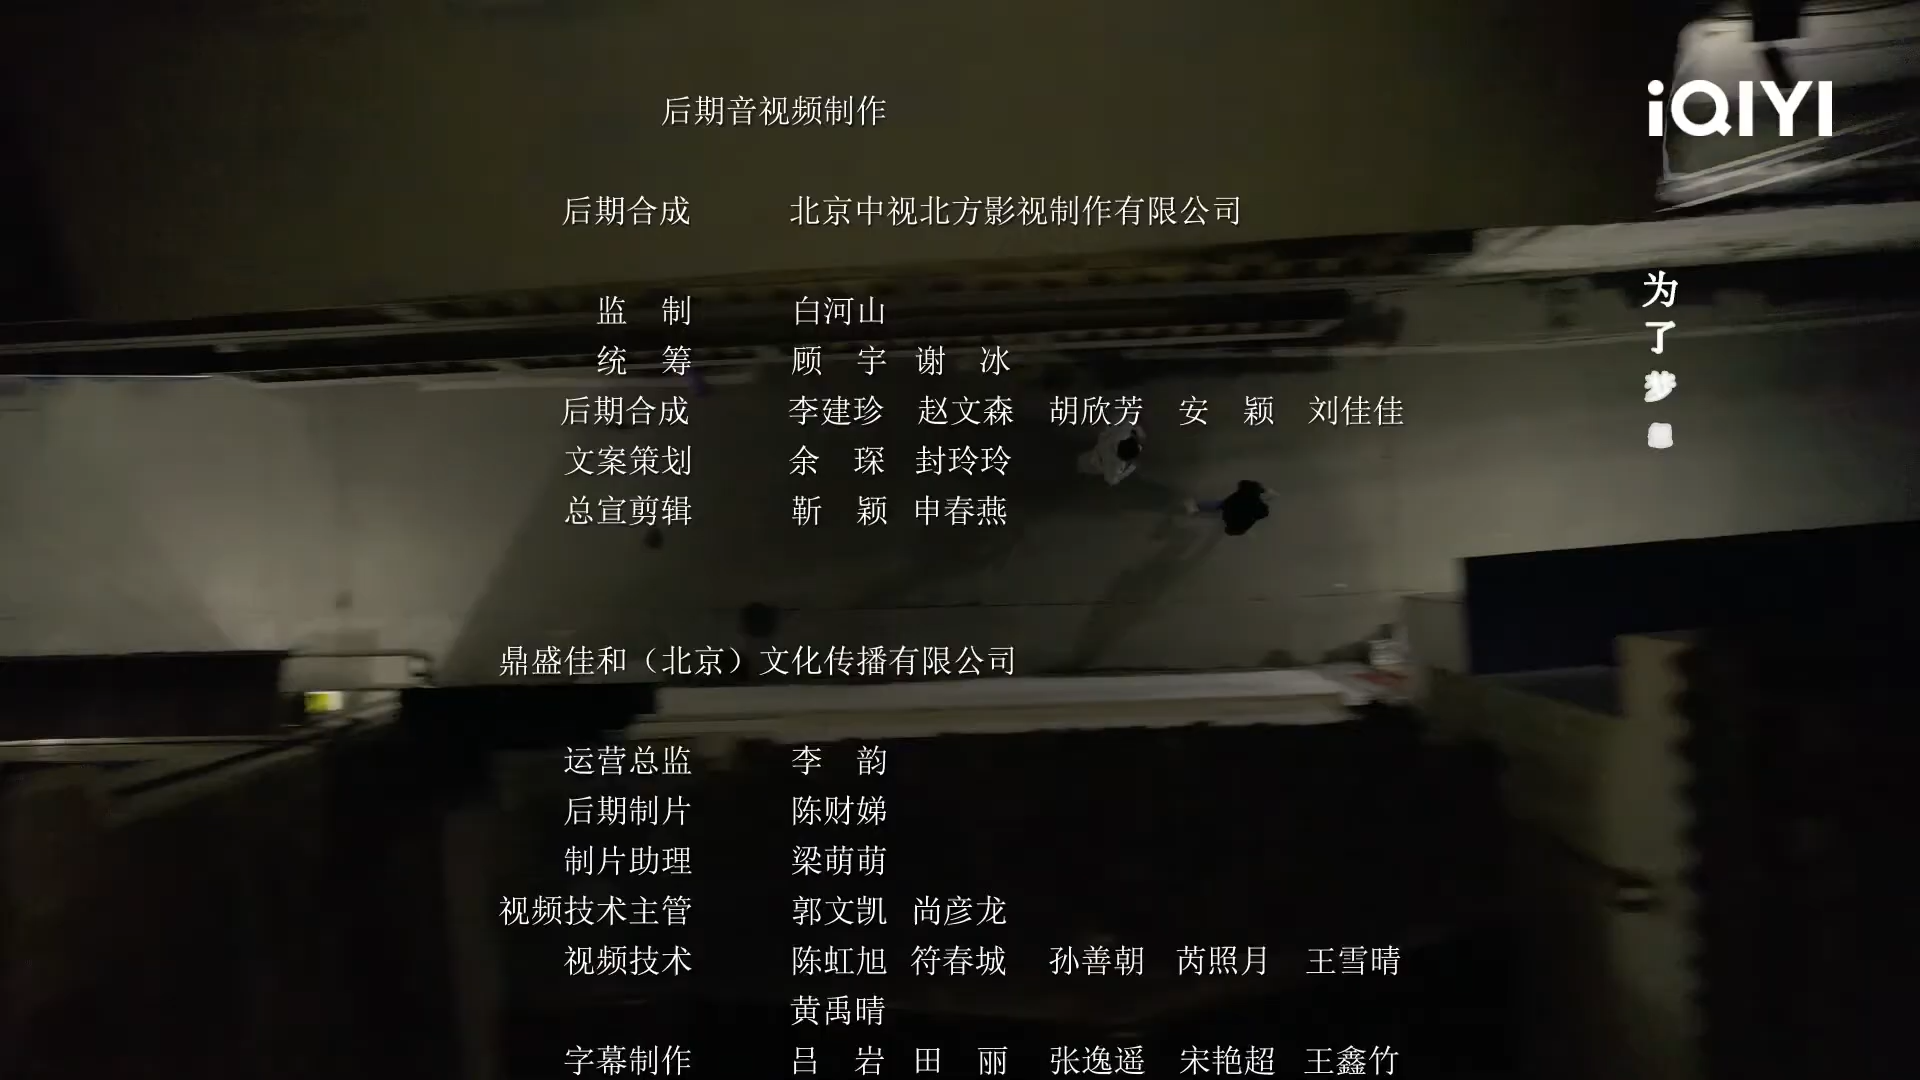 后期音视频制作
iQIYI
后期合成 北京中视北方影视制作有限公司
监 制 白河山
统 筹 顾 宇 谢 冰
后期合成 李建珍 赵文森 胡欣芳 安 颖 刘佳佳
文案策划 余 琛 封玲玲
总宣剪辑 靳 颖 申春燕
鼎盛佳和（北京）文化传播有限公司
运营总监 李 韵
后期制片 陈财娣
制片助理 梁萌萌
视频技术主管 郭文凯 尚彦龙
视频技术 陈虹旭 符春城 孙善朝 芮照月 王雪晴
黄禹晴
字幕制作 吕 岩 田 丽 张逸遥 宋艳超 王鑫竹
为了梦